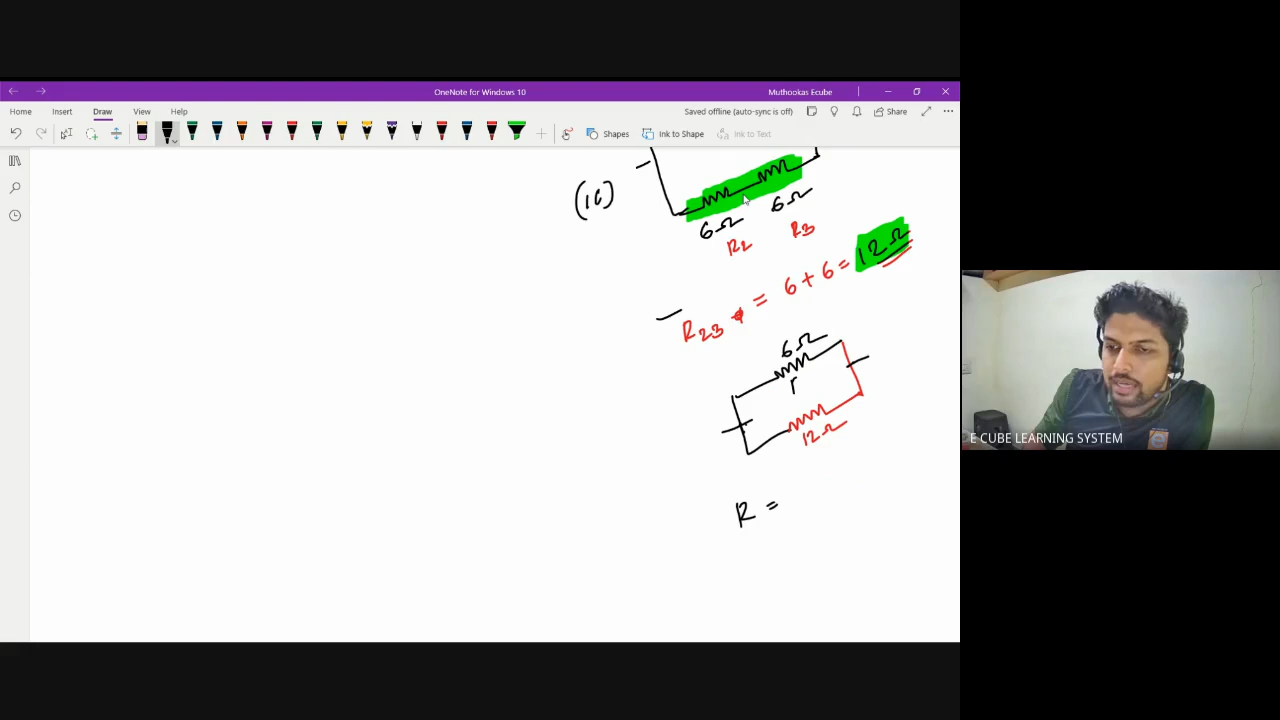 OneNote for Windows 10
Muthookas Ecube
Home Insert Draw View Help
Saved offline (auto-sync is off)
Share
Shapes
Ink to Shape
Ink to Text
6Ω 6Ω
R2 R3
R23 = 6 + 6 = 12Ω
6Ω
r
12Ω
R =
E CUBE LEARNING SYSTEM